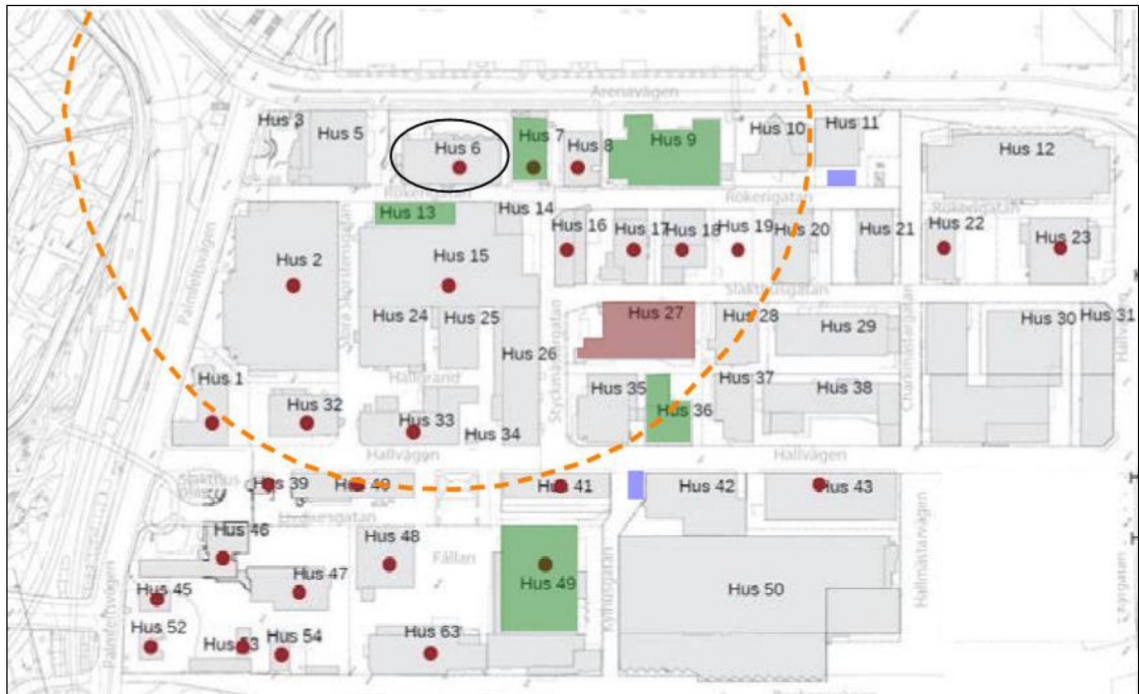 Arenavägen
Hus 3
Hus 5
Hus 6
Hus 7
Hus 8
Hus 9
Hus 10
Hus 11
Hus 12
Rökerigatan
Rökerigatan
Rökerigatan
Hus 13
Hus 14
Hus 16
Hus 17
Hus 18
Hus 19
Hus 20
Hus 21
Hus 22
Hus 23
Hus 2
Hus 15
Palmfeltsvägen
Slakthusgatan
Hus 24
Hus 25
Hus 26
Styckmästargatan
Hus 27
Hus 28
Hus 29
Charkmästargatan
Hus 30
Hus 31
Hus 1
Hallgränd
Hus 32
Hus 33
Hus 34
Hus 35
Hus 36
Hus 37
Hus 38
Hallvägen
Hallvägen
Slakthus
Hus 39
Hus 40
Hus 41
Hus 42
Hus 43
Hus 46
Hus 48
Fållan
Hus 45
Hus 47
Hus 49
Kylhusgatan
Hus 50
Hallmästarvägen
Palmfeltsvägen
Hus 52
Hus 53
Hus 54
Hus 63